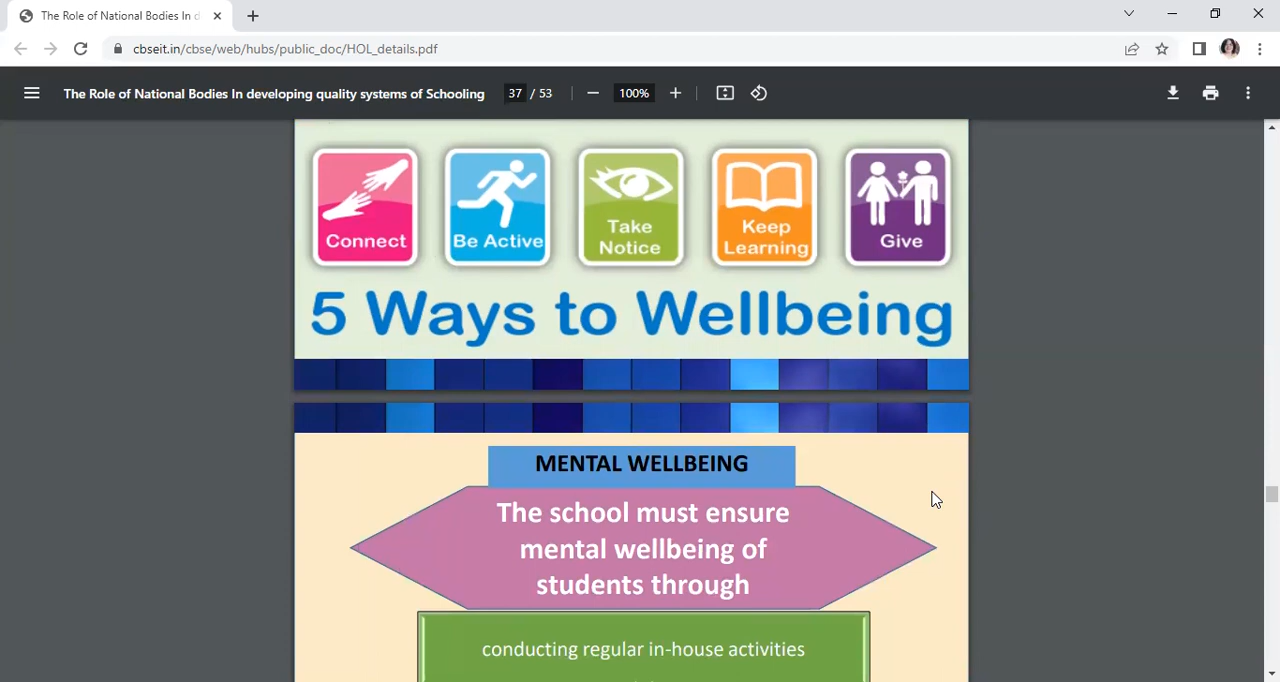 The Role of National Bodies In d
cbseit.in/cbse/web/hubs/public_doc/HOL_details.pdf
The Role of National Bodies In developing quality systems of Schooling
37 / 53
100%
Connect
Be Active
Take
Notice
Keep
Learning
Give
5 Ways to Wellbeing
MENTAL WELLBEING
The school must ensure
mental wellbeing of
students through
conducting regular in-house activities